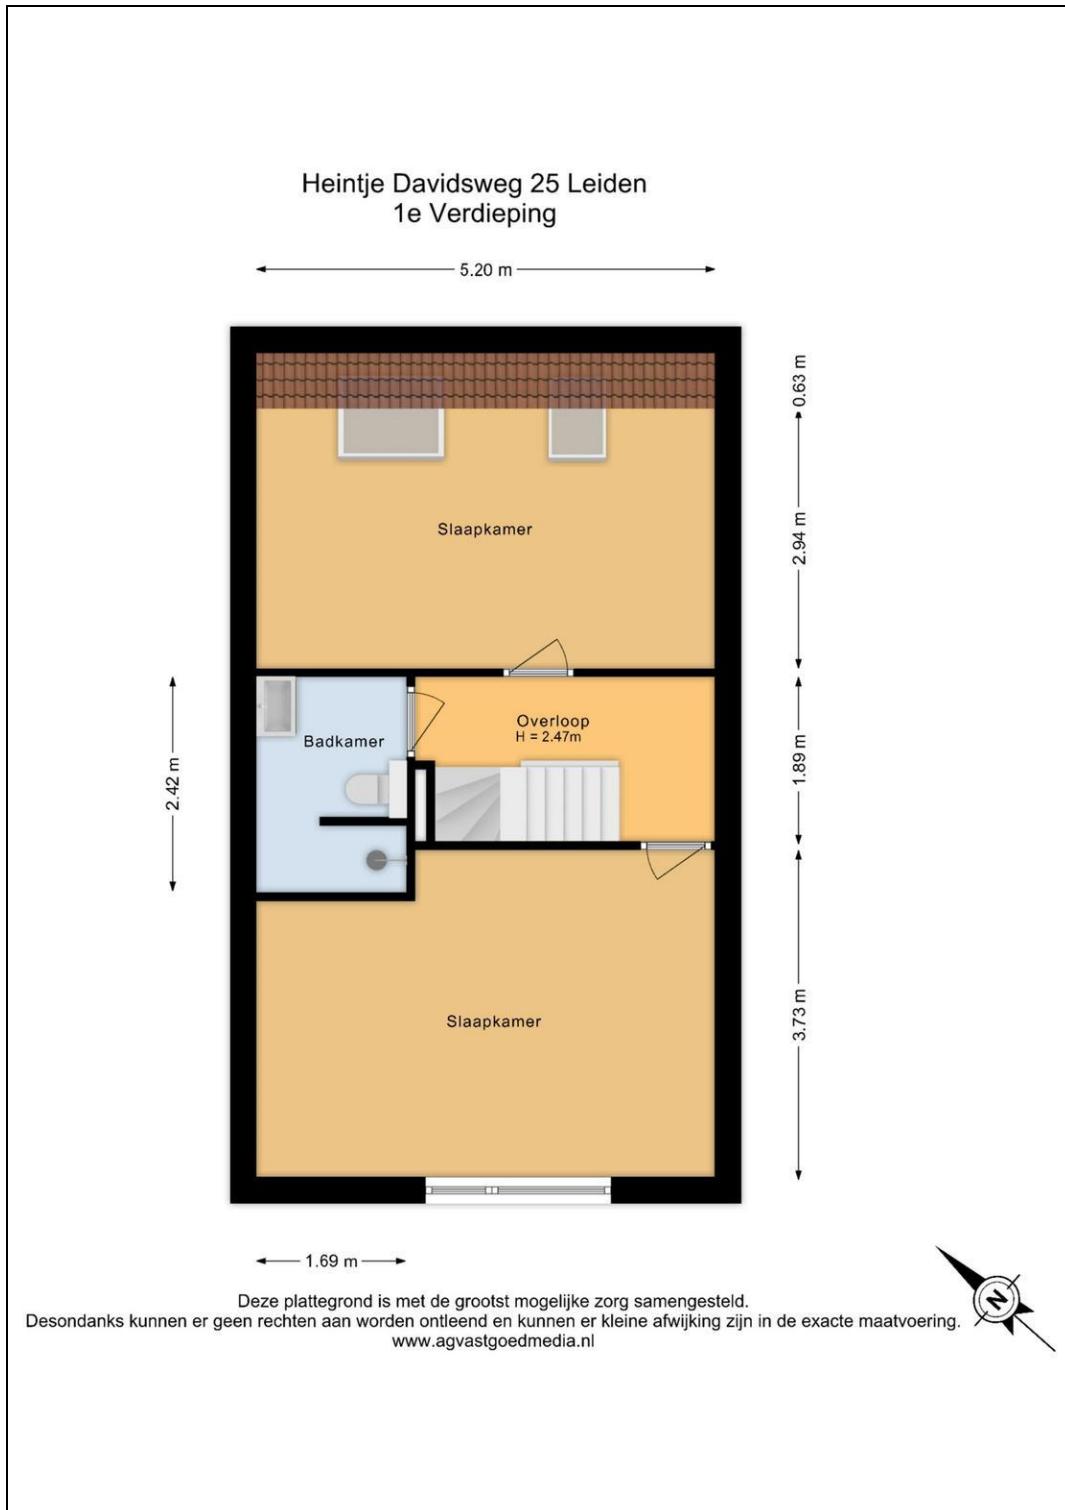 Heintje Davidsweg 25 Leiden
1e Verdieping
5.20 m
0.63 m
Slaapkamer
2.94 m
Overloop
H = 2.47m
Badkamer
1.89 m
2.42 m
Slaapkamer
3.73 m
1.69 m
N
Deze plattegrond is met de grootst mogelijke zorg samengesteld.
Desondanks kunnen er geen rechten aan worden ontleend en kunnen er kleine afwijking zijn in de exacte maatvoering.
www.agvastgoedmedia.nl